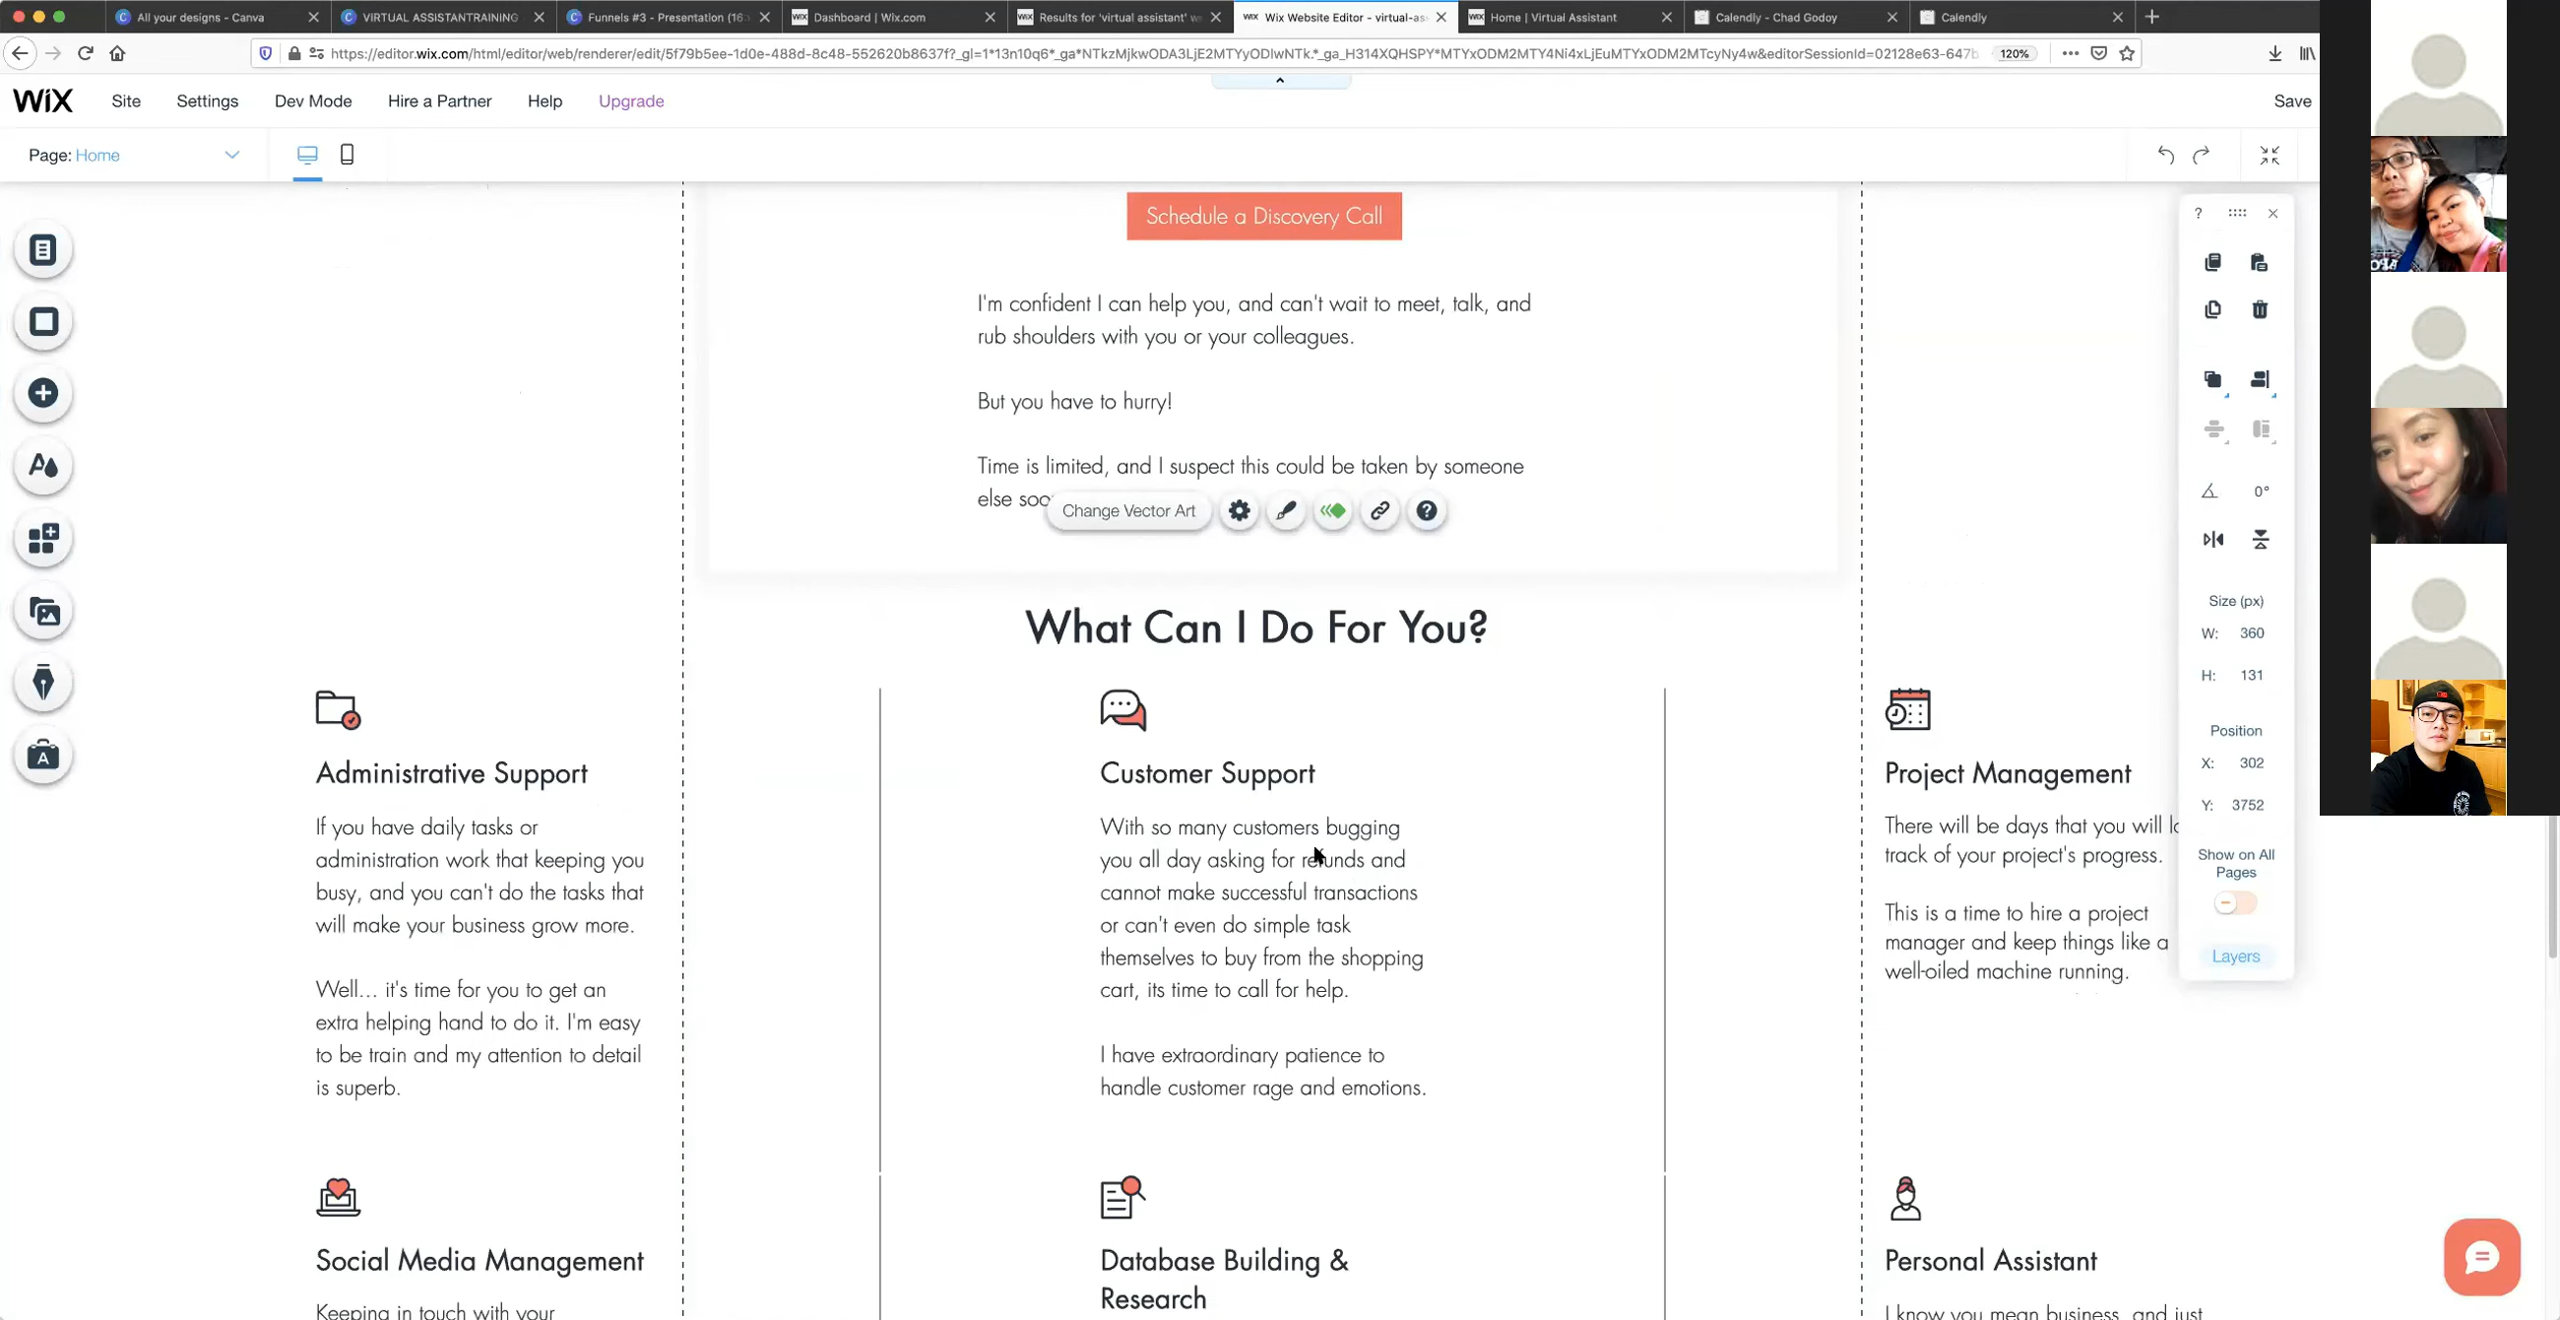 All your designs - Canva
VIRTUAL ASSISTANTRAINING
Funnels #3 - Presentation (16:
Dashboard | Wix.com
Results for 'virtual assistant' w
Wix Website Editor - virtual-as
Home | Virtual Assistant
Calendly - Chad Godoy
Calendly
120%
WiX
Site
Settings
Dev Mode
Hire a Partner
Help
Upgrade
Save
Page: Home
Schedule a Discovery Call
I'm confident I can help you, and can't wait to meet, talk, and
rub shoulders with you or your colleagues.
But you have to hurry!
Time is limited, and I suspect this could be taken by someone
else soo
Change Vector Art
What Can I Do For You?
Administrative Support
If you have daily tasks or
administration work that keeping you
busy, and you can't do the tasks that
will make your business grow more.
Well... it's time for you to get an
extra helping hand to do it. I'm easy
to be train and my attention to detail
is superb.
Customer Support
With so many customers bugging
you all day asking for refunds and
cannot make successful transactions
or can't even do simple task
themselves to buy from the shopping
cart, its time to call for help.
I have extraordinary patience to
handle customer rage and emotions.
Project Management
There will be days that you will lo
track of your project's progress.
This is a time to hire a project
manager and keep things like a
well-oiled machine running.
Social Media Management
Keeping in touch with your
Database Building &
Research
Personal Assistant
I know you mean business, and just
0°
Size (px)
W: 360
H: 131
Position
X: 302
Y: 3752
Show on All
Pages
Layers